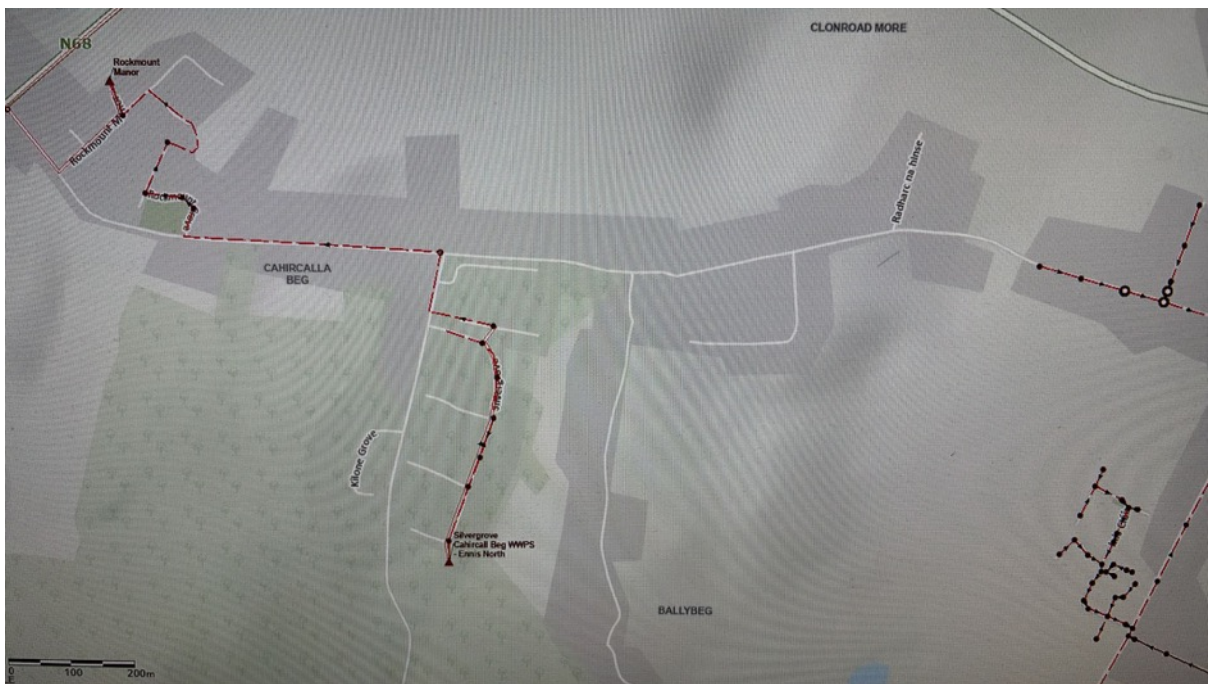 CLONROAD MORE
N68
Rockmount
Manor
Rockmount M
Radharc na hInse
CAHIRCALLA
BEG
Silvergrove
Kilone Grove
Silvergrove
Cahircall Beg WWPS
- Ennis North
BALLYBEG
0 100 200m